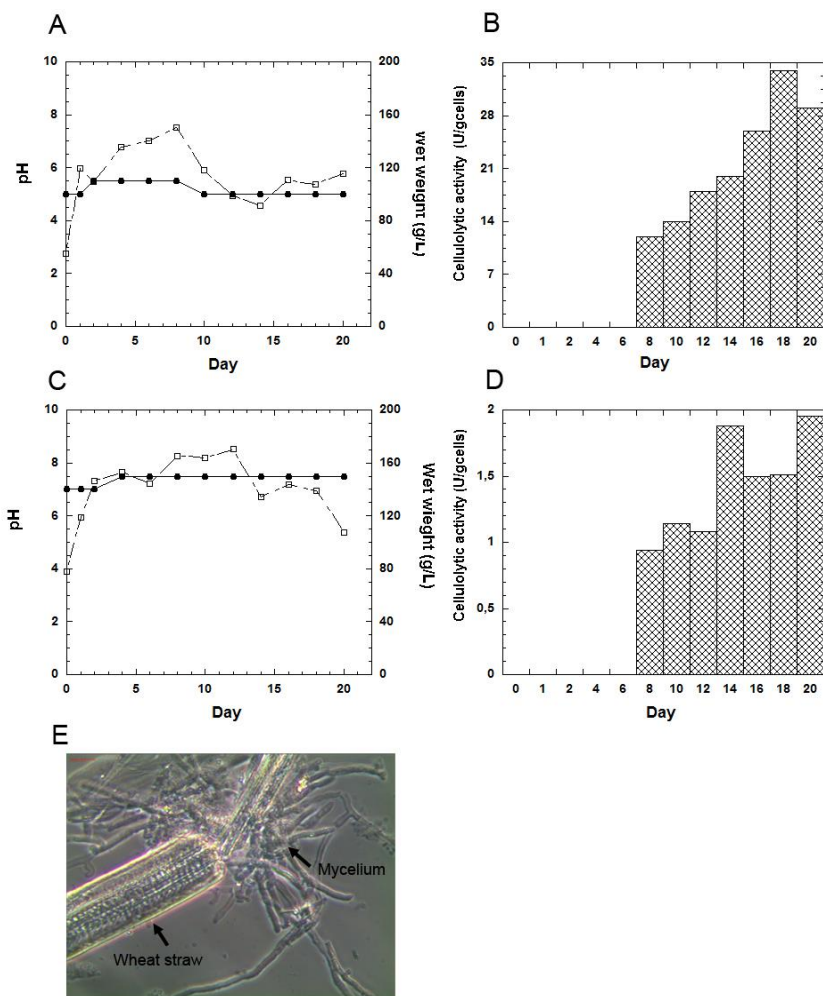 A
10
8
6
4
2
0
pH
200
160
120
80
40
0
wet weight (g/L)
0 5 10 15 20
Day
B
35
28
21
14
7
0
Cellulolytic activity (U/gcells)
0 1 2 4 6 8 10 12 14 16 18 20
Day
C
10
8
6
4
2
0
pH
200
160
120
80
40
0
Wet wieght (g/L)
0 5 10 15 20
Day
D
2
1,5
1
0,5
0
Cellulolytic activity (U/gcells)
0 1 2 4 6 8 10 12 14 16 18 20
Day
E
Mycelium
Wheat straw